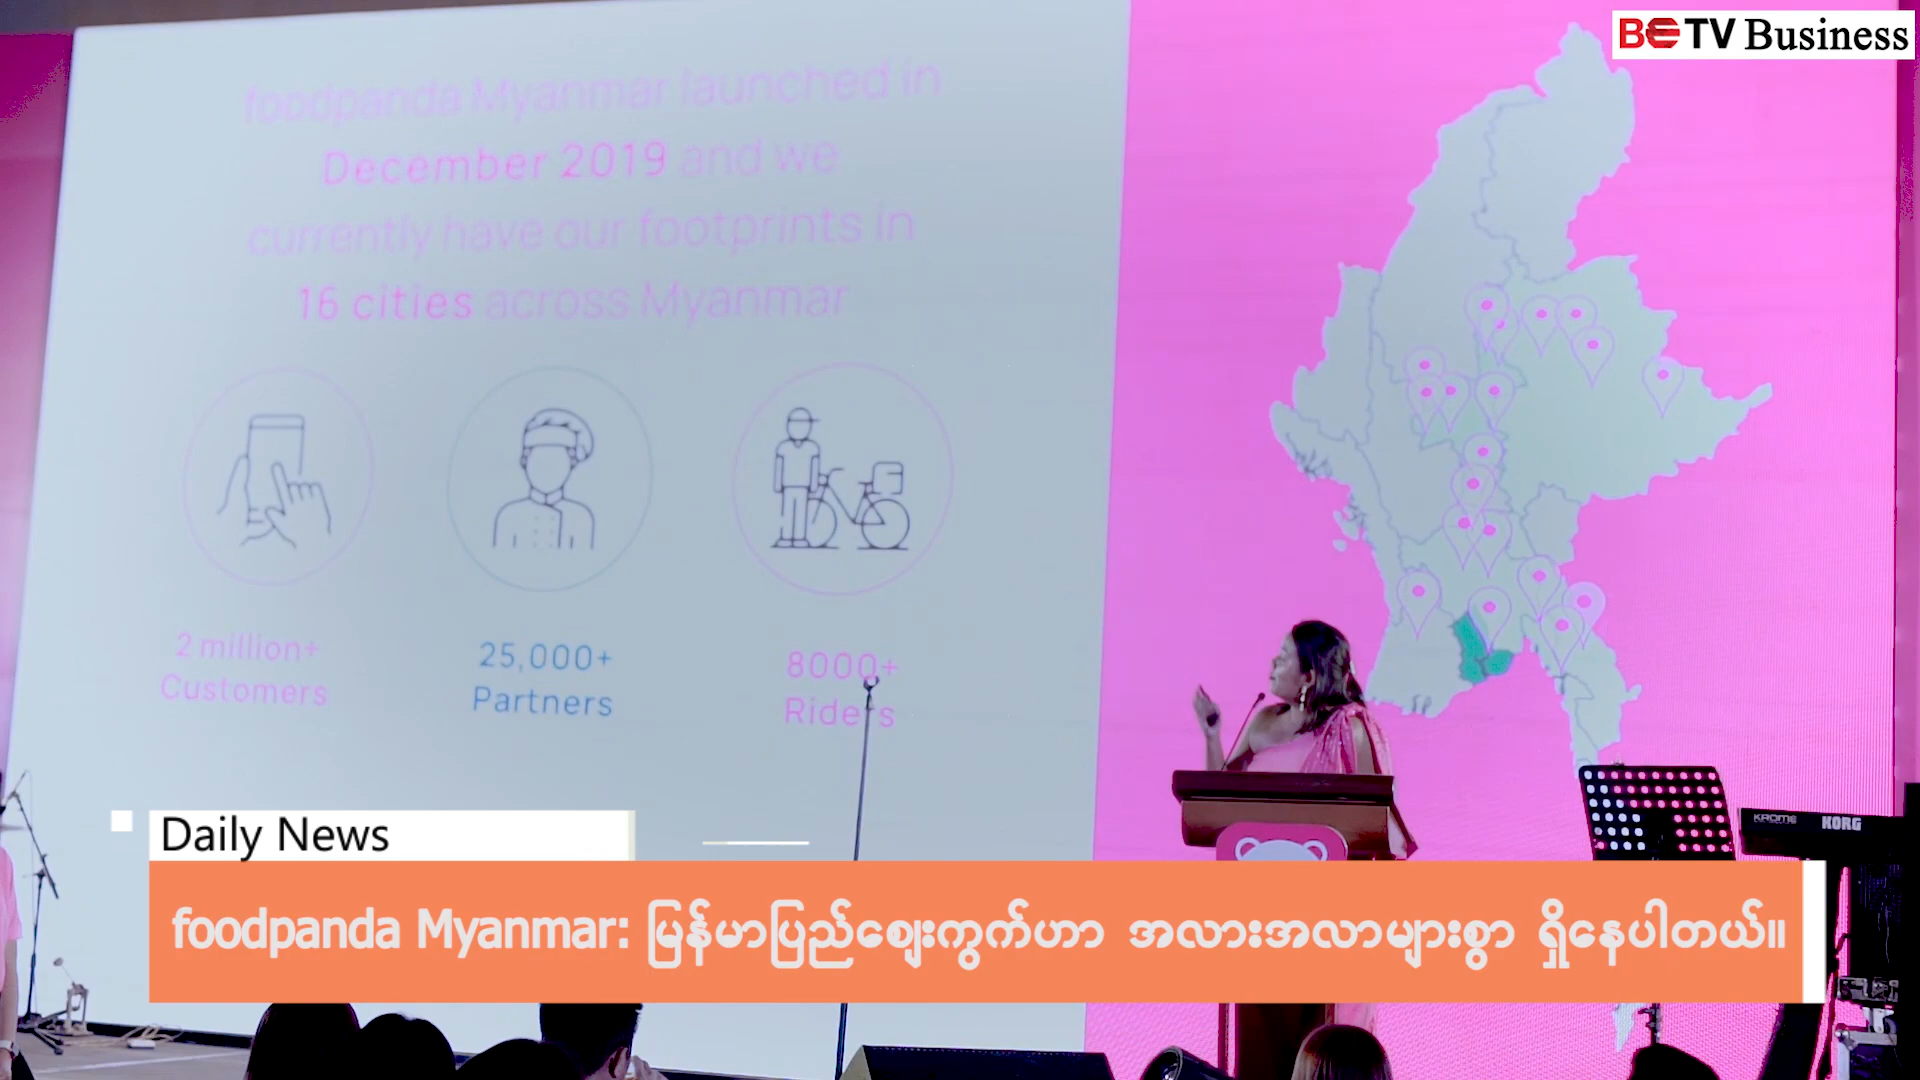 BETV Business
foodpanda Myanmar launched in
December 2019 and we
currently have our footprints in
16 cities across Myanmar
2 million+
Customers
25,000+
Partners
8000+
Riders
KROME KORG
Daily News
foodpanda Myanmar: မြန်မာပြည်ဈေးကွက်ဟာ အလားအလာများစွာ ရှိနေပါတယ်။